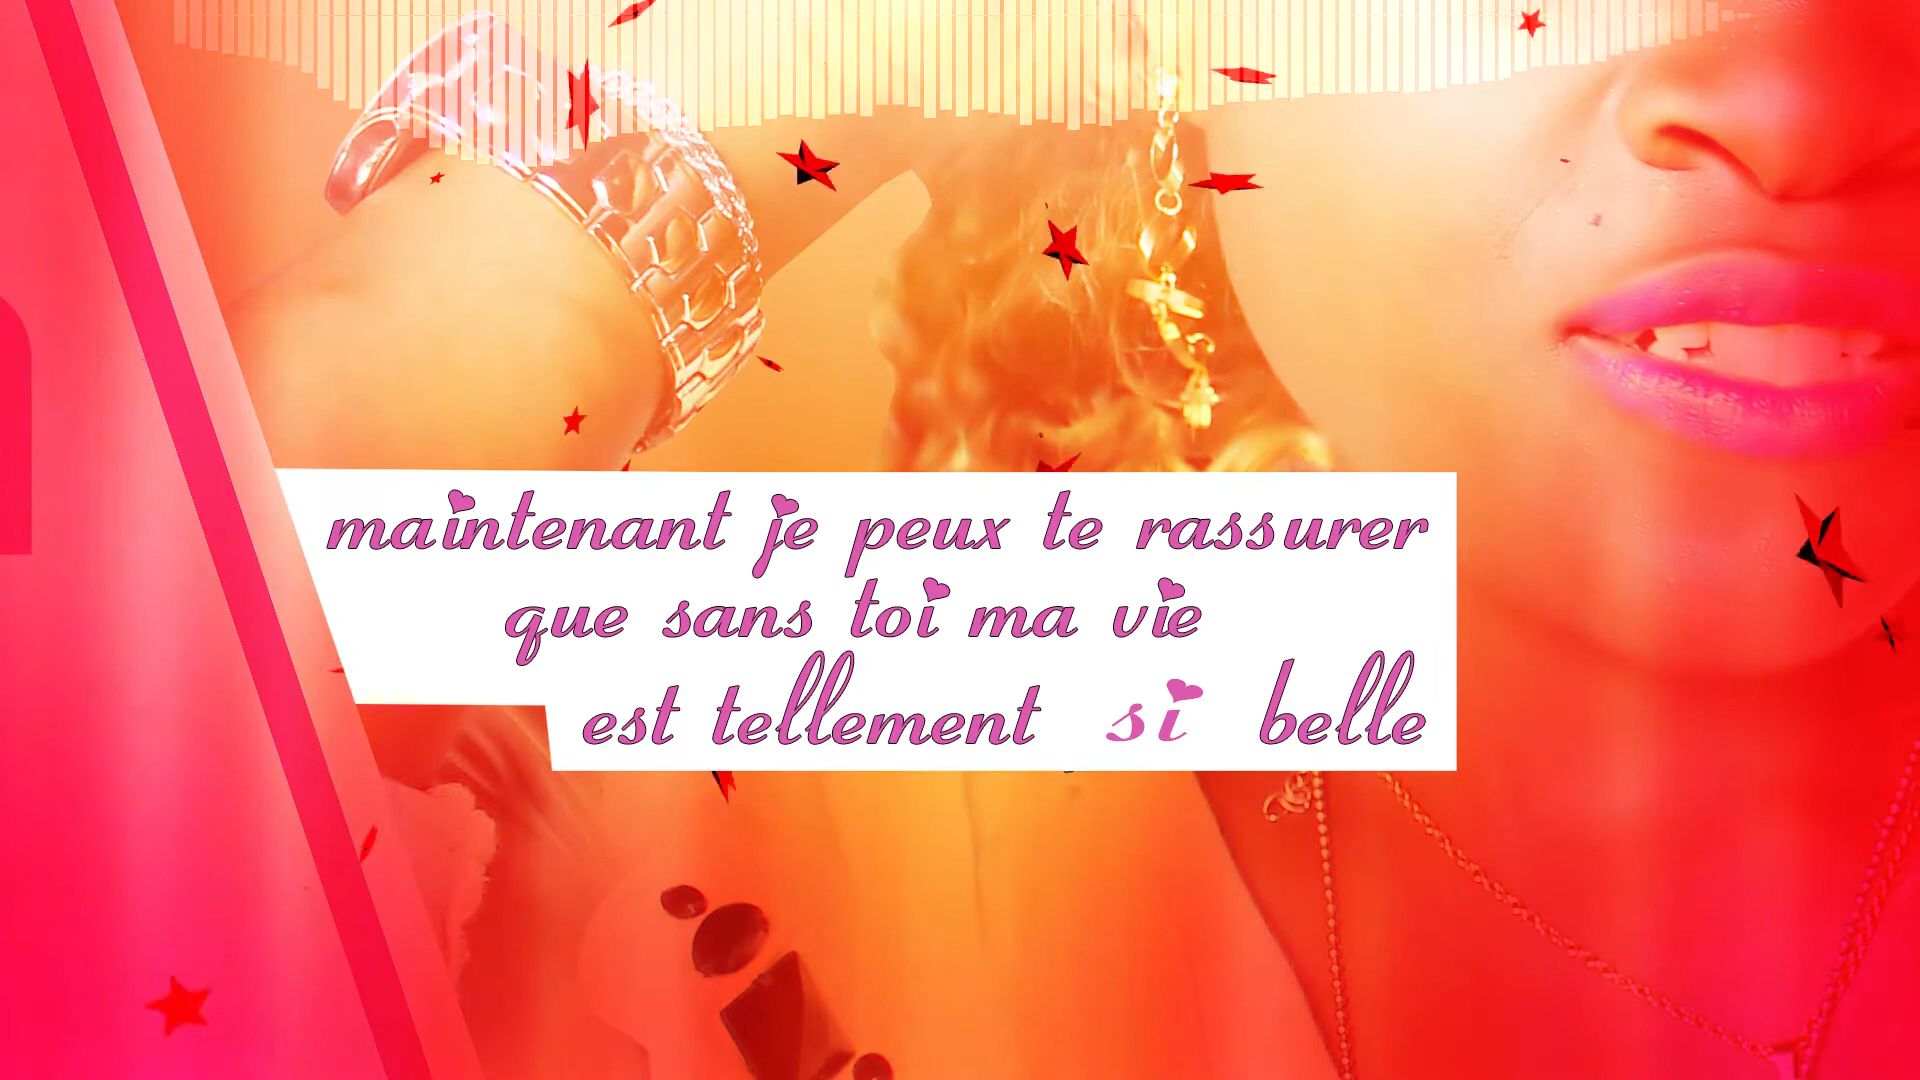 maintenant je peux te rassurer
que sans toi ma vie
est tellement si belle